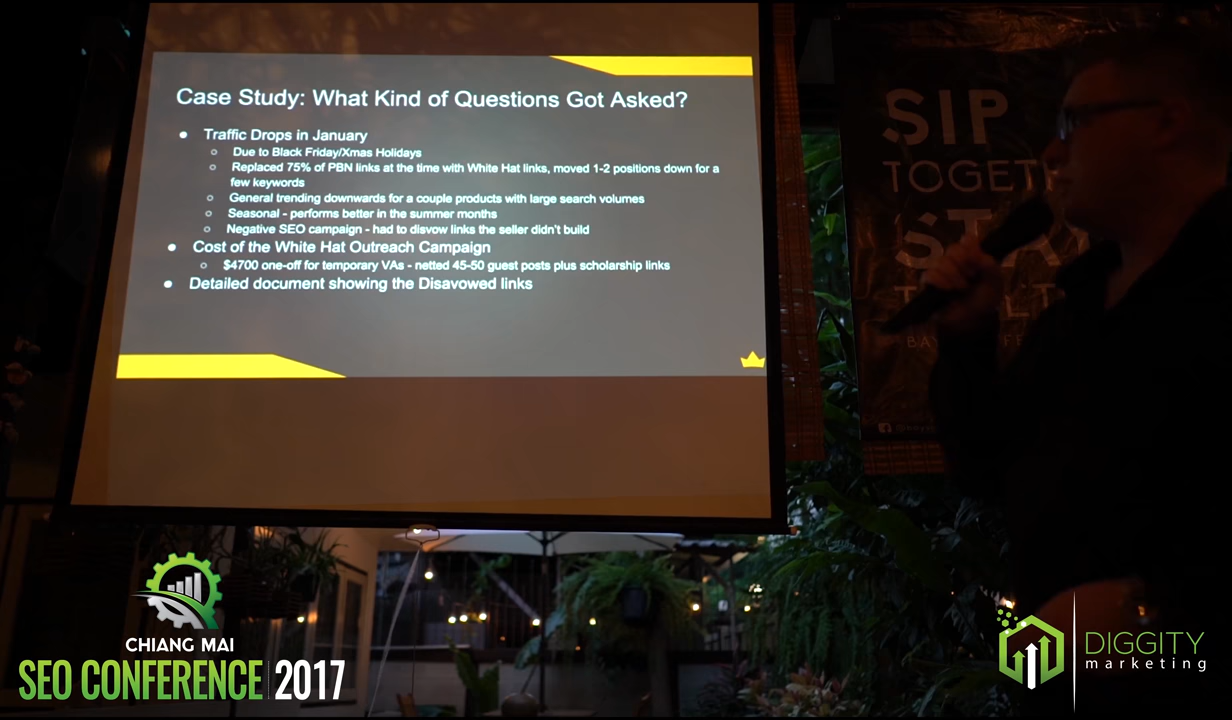 Case Study: What Kind of Questions Got Asked?
● Traffic Drops in January
○ Due to Black Friday/Xmas Holidays
○ Replaced 75% of PBN links at the time with White Hat links, moved 1-2 positions down for a
few keywords
○ General trending downwards for a couple products with large search volumes
○ Seasonal - performs better in the summer months
○ Negative SEO campaign - had to disvow links the seller didn't build
● Cost of the White Hat Outreach Campaign
○ $4700 one-off for temporary VAs - netted 45-50 guest posts plus scholarship links
● Detailed document showing the Disavowed links
SIP
CHIANG MAI
SEO CONFERENCE 2017
DIGGITY
marketing